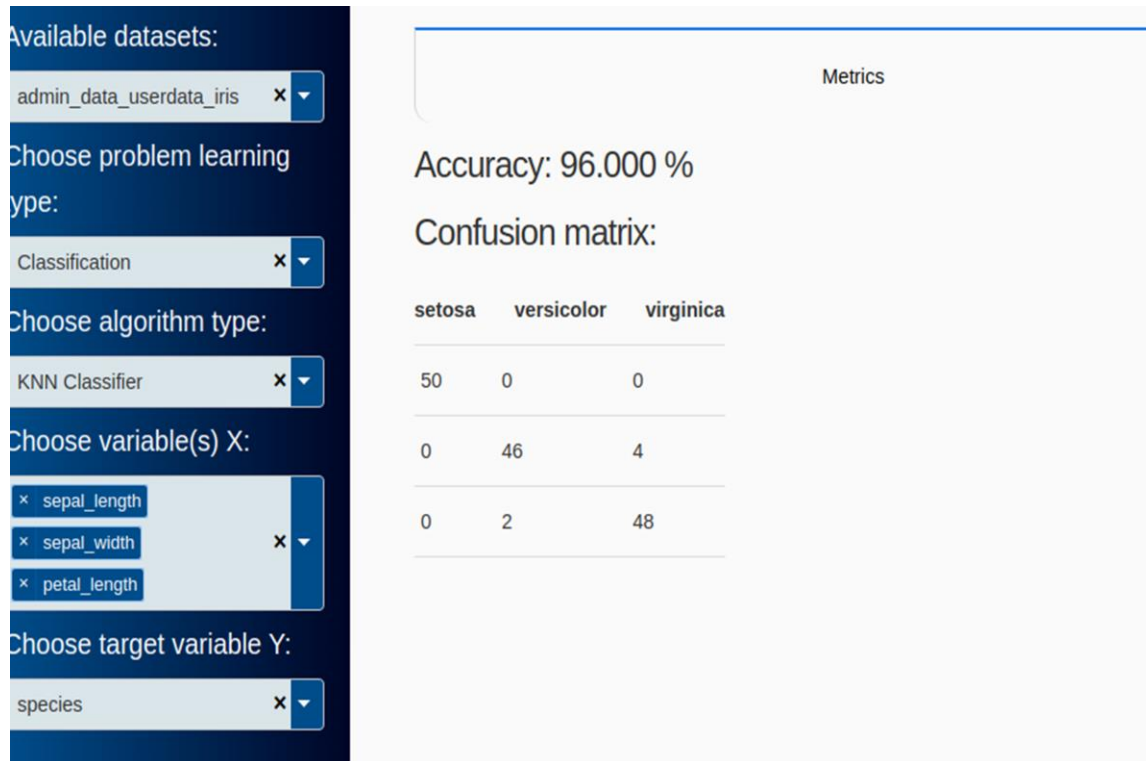 Available datasets:
admin_data_userdata_iris × 
Choose problem learning
type:
Classification ×
Choose algorithm type:
KNN Classifier ×
Choose variable(s) X:
× sepal_length
× sepal_width ×
× petal_length
Choose target variable Y:
species ×
Metrics
Accuracy: 96.000 %
Confusion matrix:
setosa versicolor virginica
50 0 0
0 46 4
0 2 48